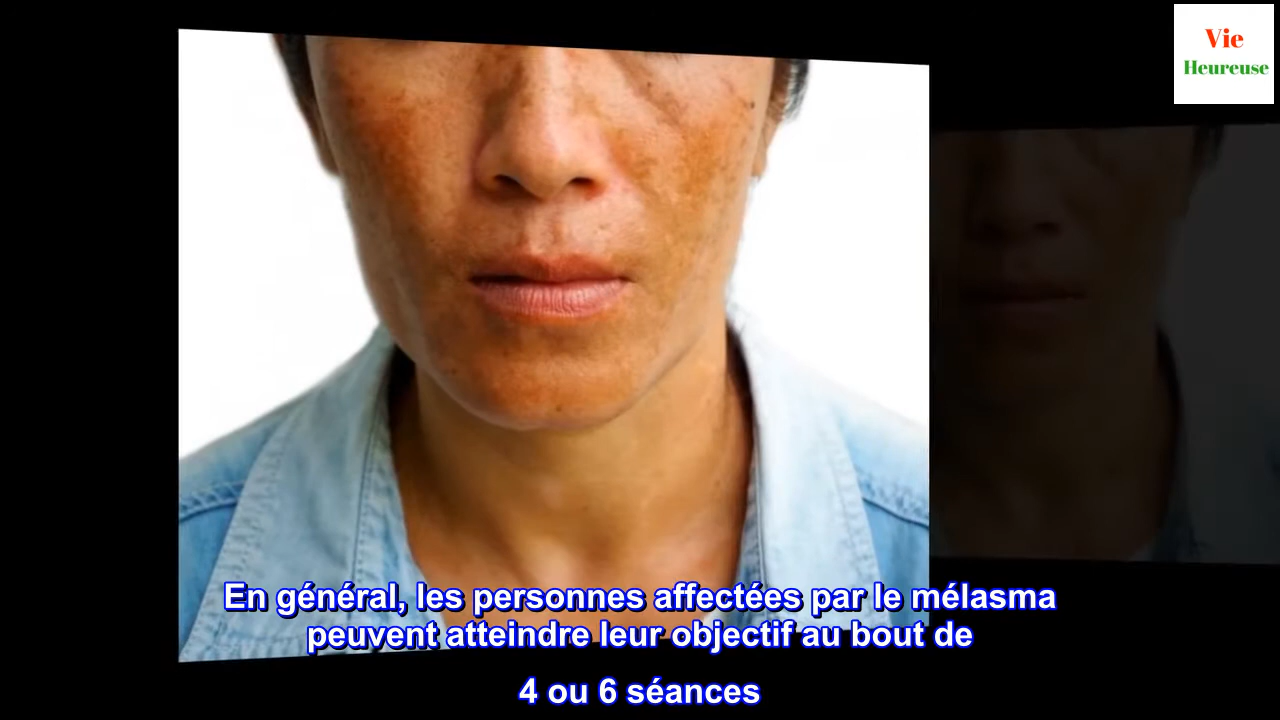 Vie
Heureuse
En général, les personnes affectées par le mélasma
peuvent atteindre leur objectif au bout de
4 ou 6 séances